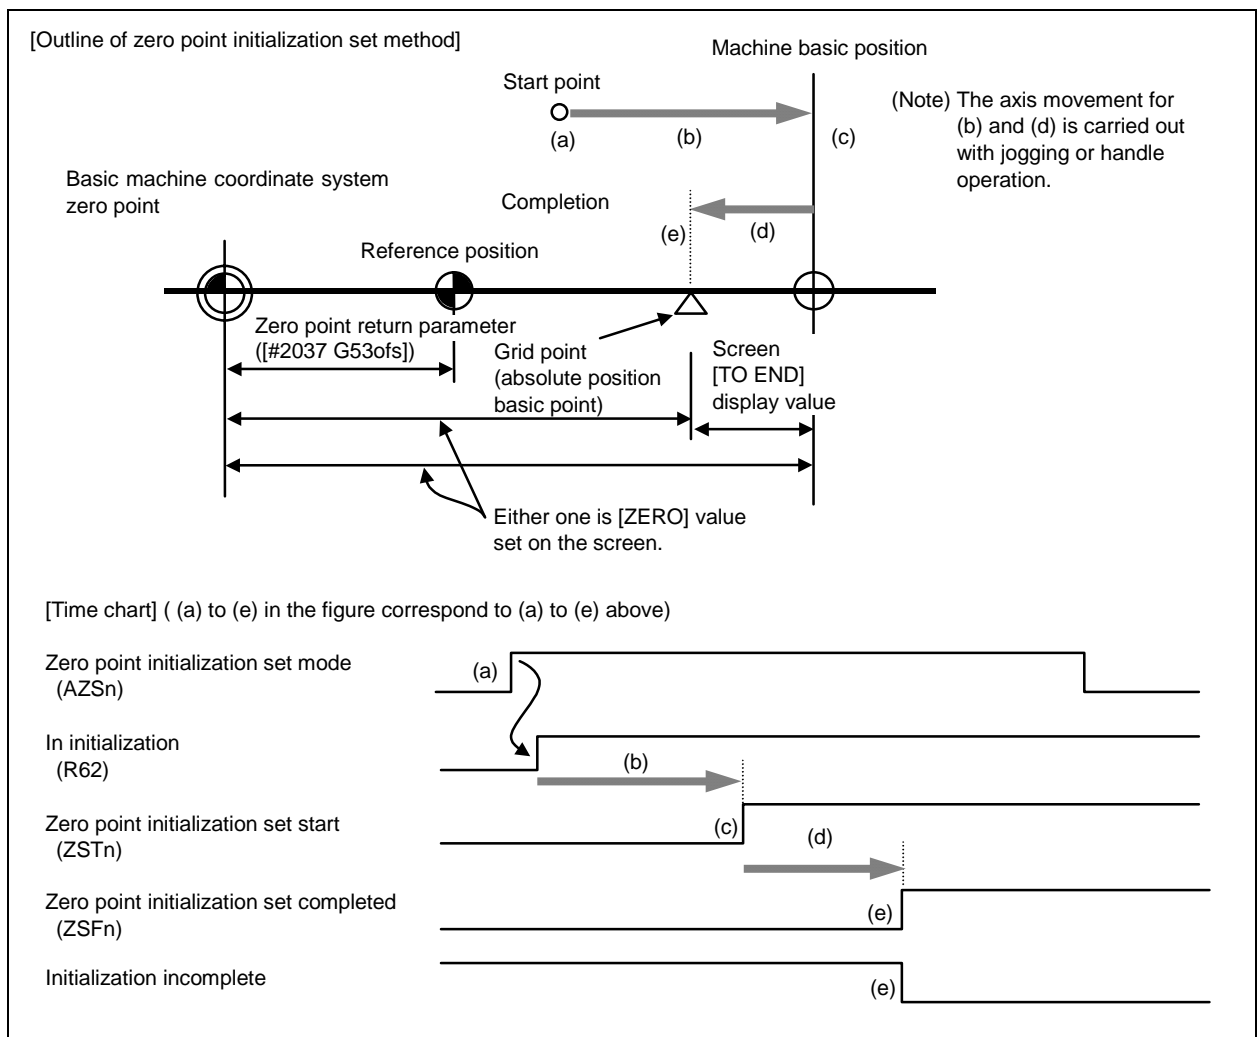 [Outline of zero point initialization set method]
Machine basic position
Start point
(Note) The axis movement for
(b) and (d) is carried out
with jogging or handle
operation.
(a)
(b)
(c)
Basic machine coordinate system
zero point
Completion
(e)
(d)
Reference position
Zero point return parameter
([#2037 G53ofs])
Grid point
(absolute position
basic point)
Screen
[TO END]
display value
Either one is [ZERO] value
set on the screen.
[Time chart] ( (a) to (e) in the figure correspond to (a) to (e) above)
Zero point initialization set mode
(AZSn)
(a)
In initialization
(R62)
(b)
Zero point initialization set start
(ZSTn)
(c)
(d)
Zero point initialization set completed
(ZSFn)
(e)
Initialization incomplete
(e)